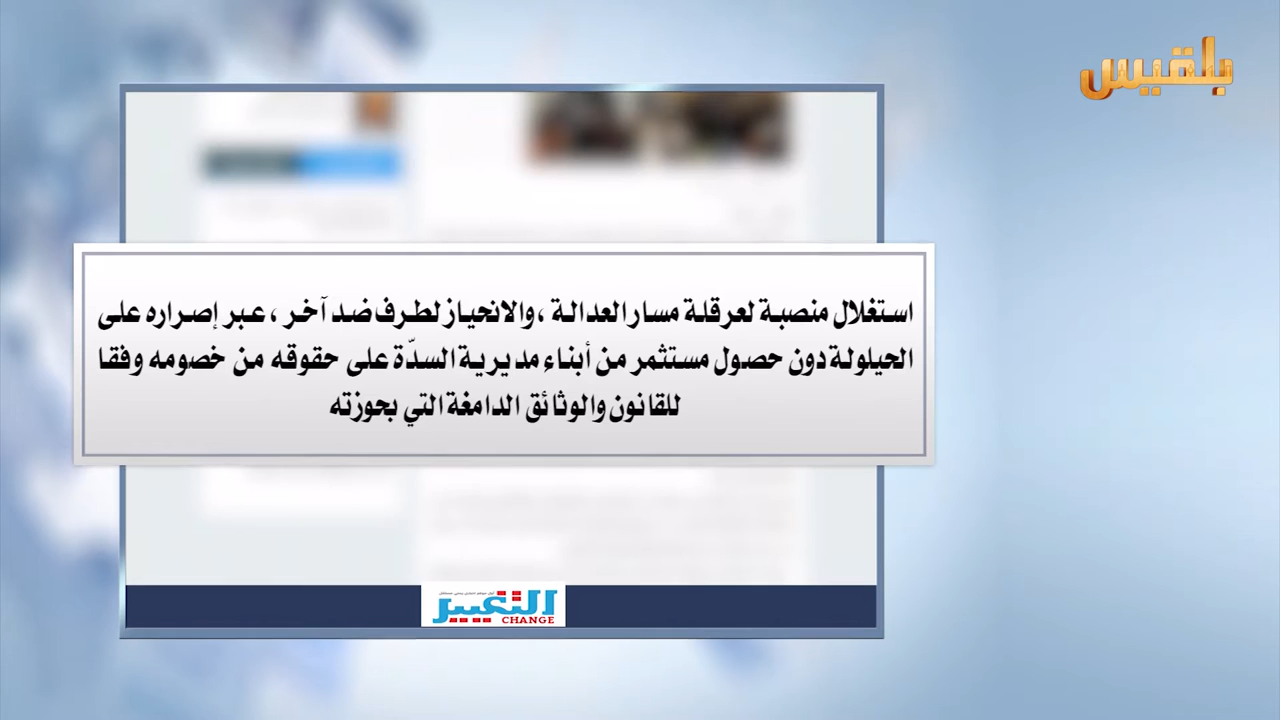 بلقيس
استغلال منصبة لعرقلة مسار العدالة ، والانحياز لطرف ضد آخر ، عبر إصراره على
الحيلولة دون حصول مستثمر من أبناء مديرية السدّة على حقوقه من خصومه وفقا
للقانون والوثائق الدامغة التي بحوزته
التغيير
CHANGE